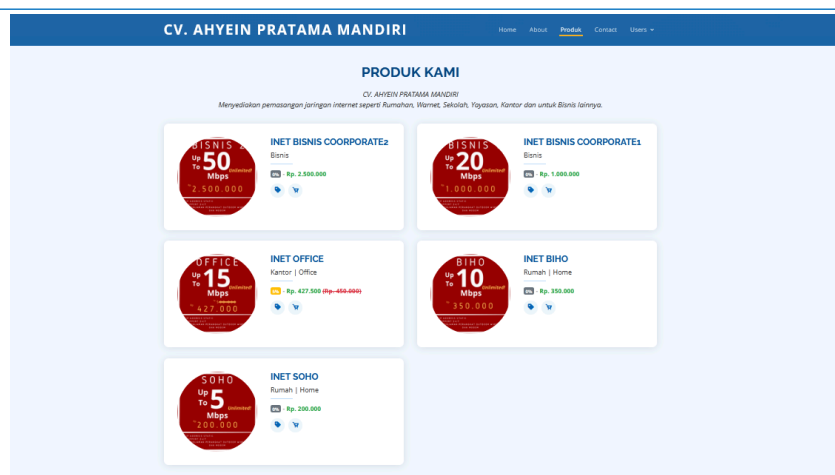 CV. AHYEIN PRATAMA MANDIRI
Home About Produk Contact Users
PRODUK KAMI
CV. AHYEIN PRATAMA MANDIRI
Menyediakan pemasangan jaringan internet seperti Rumahan, Warnet, Sekolah, Yayasan, Kantor dan untuk Bisnis lainnya.
BISNIS 2
Up To 50 Mbps
Unlimited!
2.500.000
INET BISNIS COORPORATE2
Bisnis
0% - Rp. 2.500.000
BISNIS
Up To 20 Mbps
Unlimited!
1.000.000
INET BISNIS COORPORATE1
Bisnis
0% - Rp. 1.000.000
OFFICE
Up To 15 Mbps
Unlimited!
427.000
INET OFFICE
Kantor | Office
- Rp. 427.500 (Rp. 450.000)
BIHO
Up To 10 Mbps
Unlimited!
350.000
INET BIHO
Rumah | Home
0% - Rp. 350.000
SOHO
Up To 5 Mbps
Unlimited!
200.000
INET SOHO
Rumah | Home
0% - Rp. 200.000